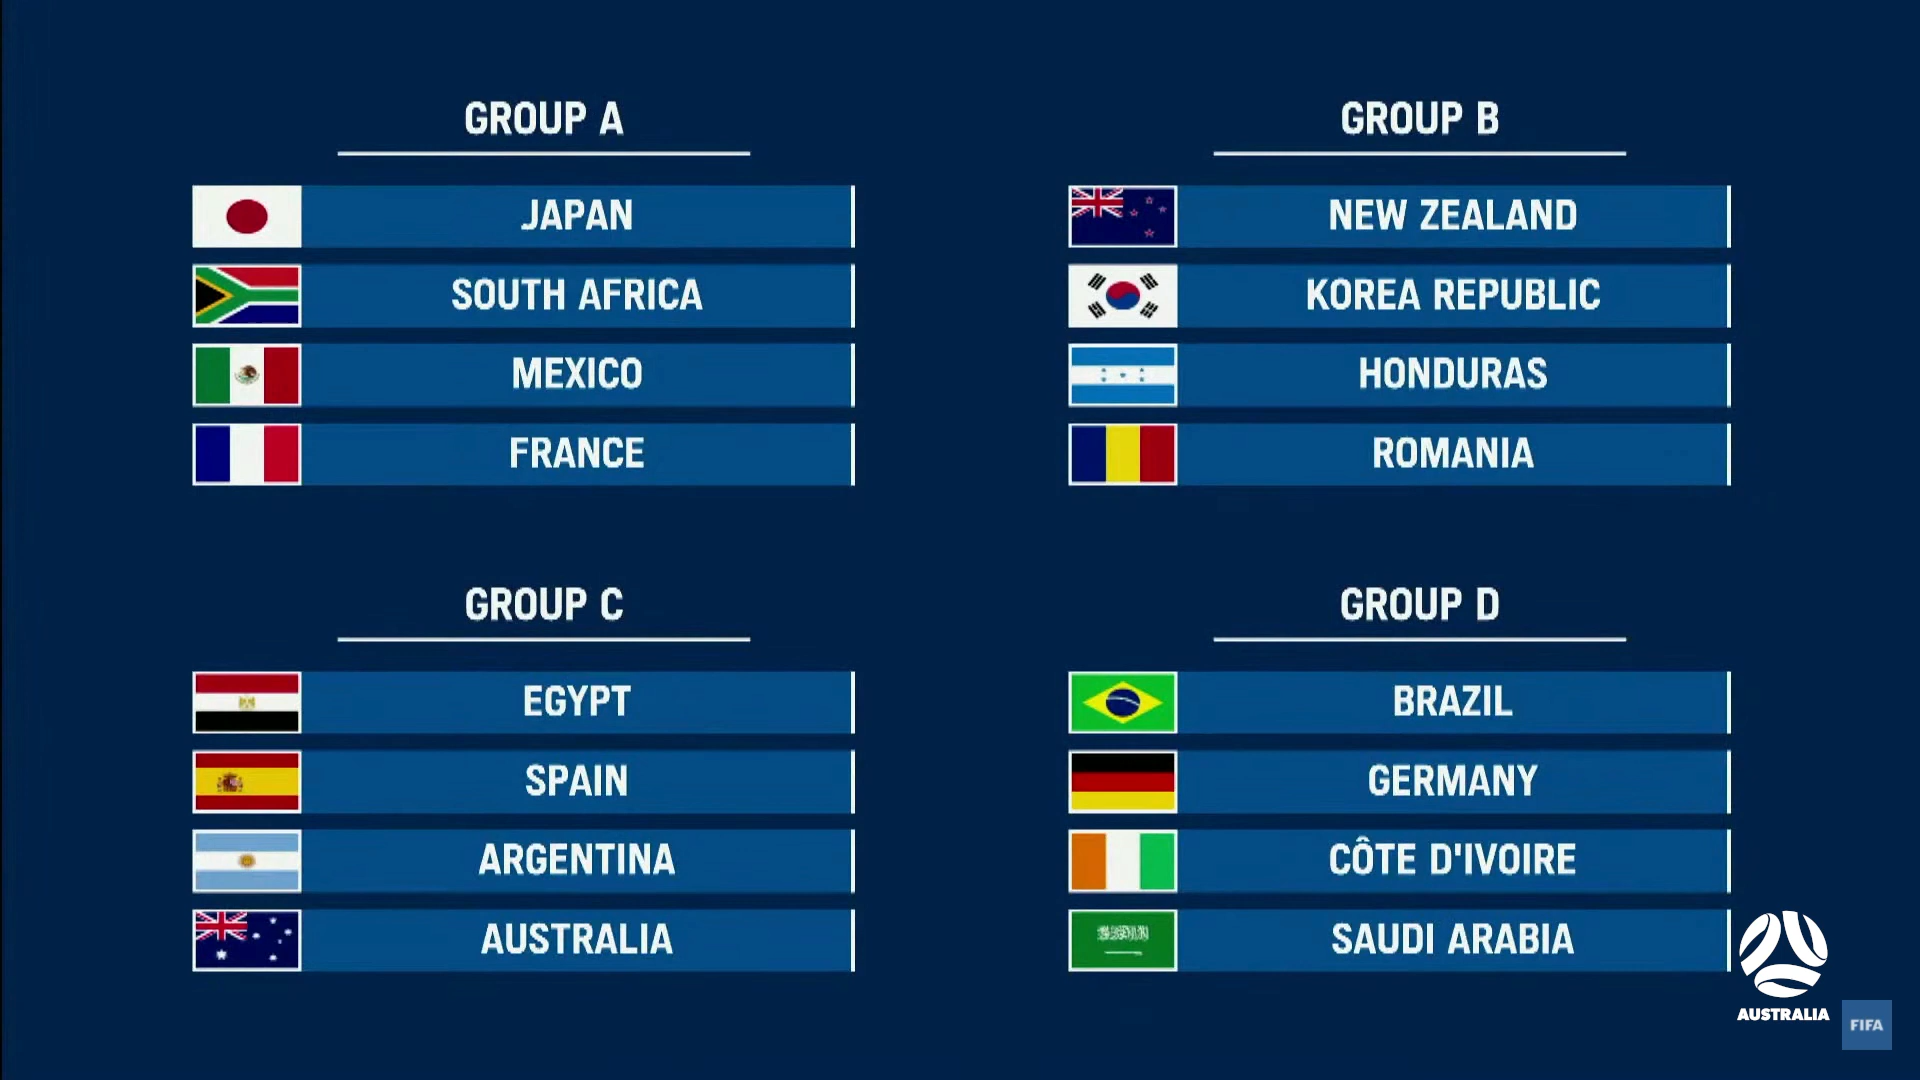 GROUP A
JAPAN
SOUTH AFRICA
MEXICO
FRANCE
GROUP B
NEW ZEALAND
KOREA REPUBLIC
HONDURAS
ROMANIA
GROUP C
EGYPT
SPAIN
ARGENTINA
AUSTRALIA
GROUP D
BRAZIL
GERMANY
CÔTE D'IVOIRE
SAUDI ARABIA
AUSTRALIA
FIFA